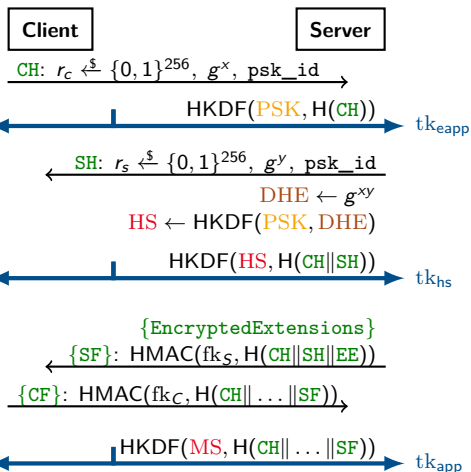 Client Server
CH: r_c ←$ {0, 1}^256, g^x, psk_id
HKDF(PSK, H(CH))
tk_eapp
SH: r_s ←$ {0, 1}^256, g^y, psk_id
DHE ← g^xy
HS ← HKDF(PSK, DHE)
HKDF(HS, H(CH‖SH))
tk_hs
{EncryptedExtensions}
{SF}: HMAC(fk_S, H(CH‖SH‖EE))
{CF}: HMAC(fk_C, H(CH‖...‖SF))
HKDF(MS, H(CH‖...‖SF))
tk_app